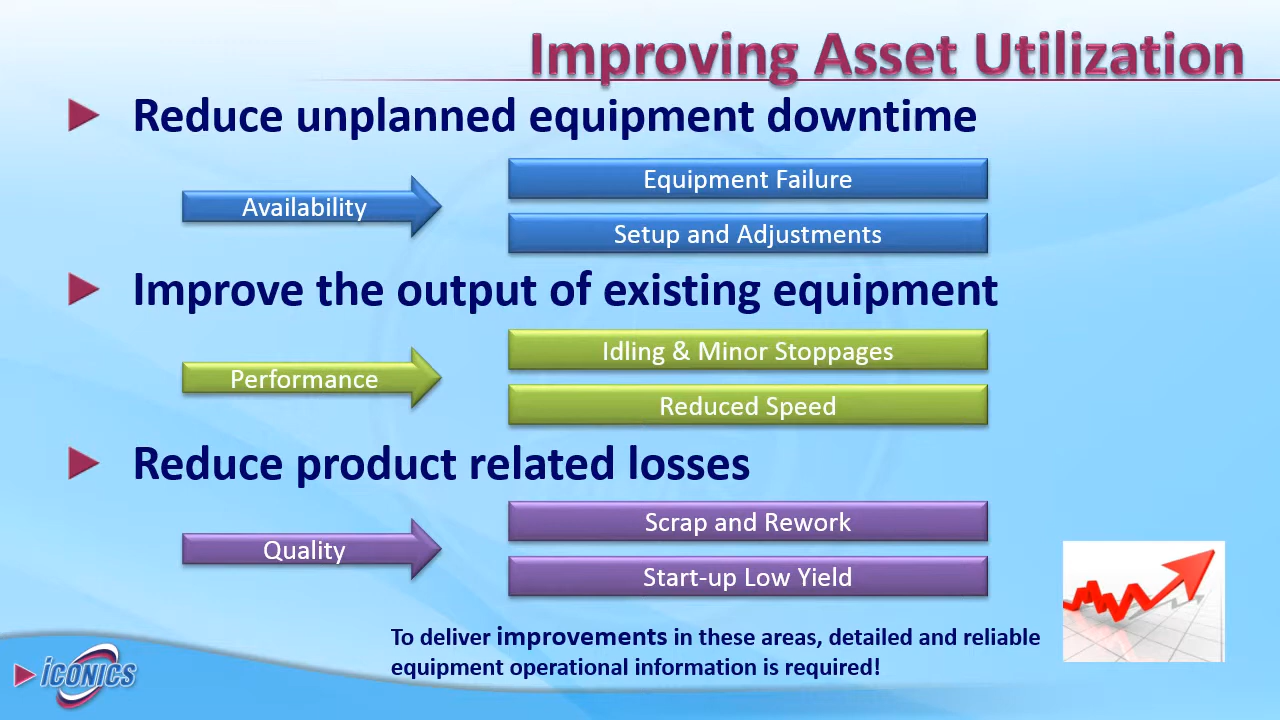 Improving Asset Utilization
Reduce unplanned equipment downtime
Availability
Equipment Failure
Setup and Adjustments
Improve the output of existing equipment
Performance
Idling & Minor Stoppages
Reduced Speed
Reduce product related losses
Quality
Scrap and Rework
Start-up Low Yield
To deliver improvements in these areas, detailed and reliable
equipment operational information is required!
iCONICS